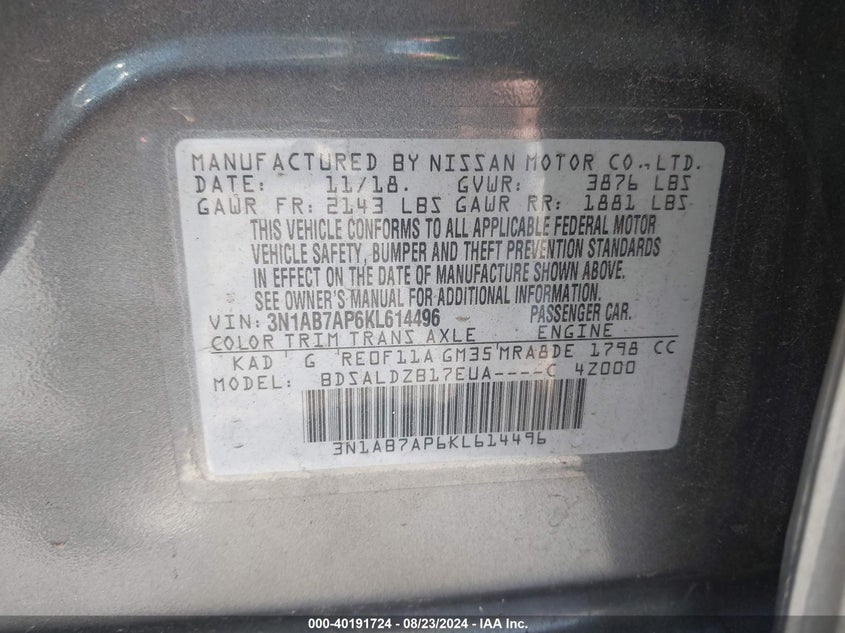 MANUFACTURED BY NISSAN MOTOR CO., LTD.
DATE: 11/18. GVWR: 3876 LBS
GAWR FR: 2143 LBS GAWR RR: 1881 LBS
THIS VEHICLE CONFORMS TO ALL APPLICABLE FEDERAL MOTOR
VEHICLE SAFETY, BUMPER AND THEFT PREVENTION STANDARDS
IN EFFECT ON THE DATE OF MANUFACTURE SHOWN ABOVE.
SEE OWNER'S MANUAL FOR ADDITIONAL INFORMATION.
VIN: 3N1AB7AP6KL614496 PASSENGER CAR.
COLOR TRIM TRANS AXLE ENGINE
KAD G RE0F11A GM35 MRA8DE 1798 CC
MODEL: BDSALDZB17EUA----C 4Z000
3N1AB7AP6KL614496
000-40191724 - 08/23/2024 - IAA Inc.